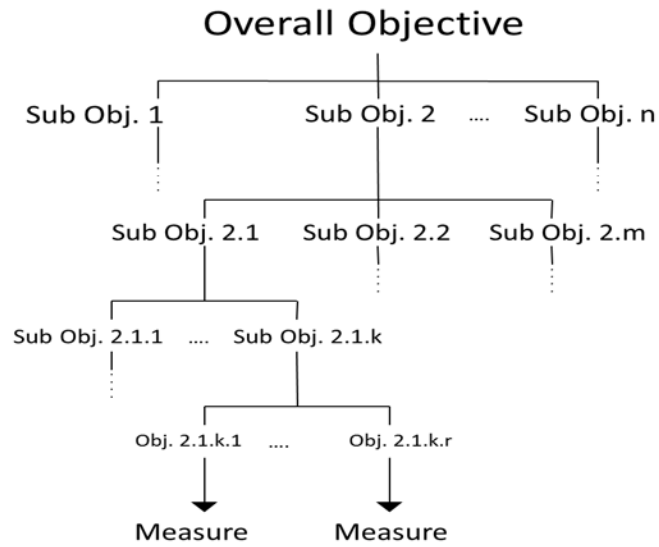 Overall Objective
Sub Obj. 1 Sub Obj. 2 .... Sub Obj. n
Sub Obj. 2.1 Sub Obj. 2.2 Sub Obj. 2.m
Sub Obj. 2.1.1 .... Sub Obj. 2.1.k
Obj. 2.1.k.1 .... Obj. 2.1.k.r
Measure Measure